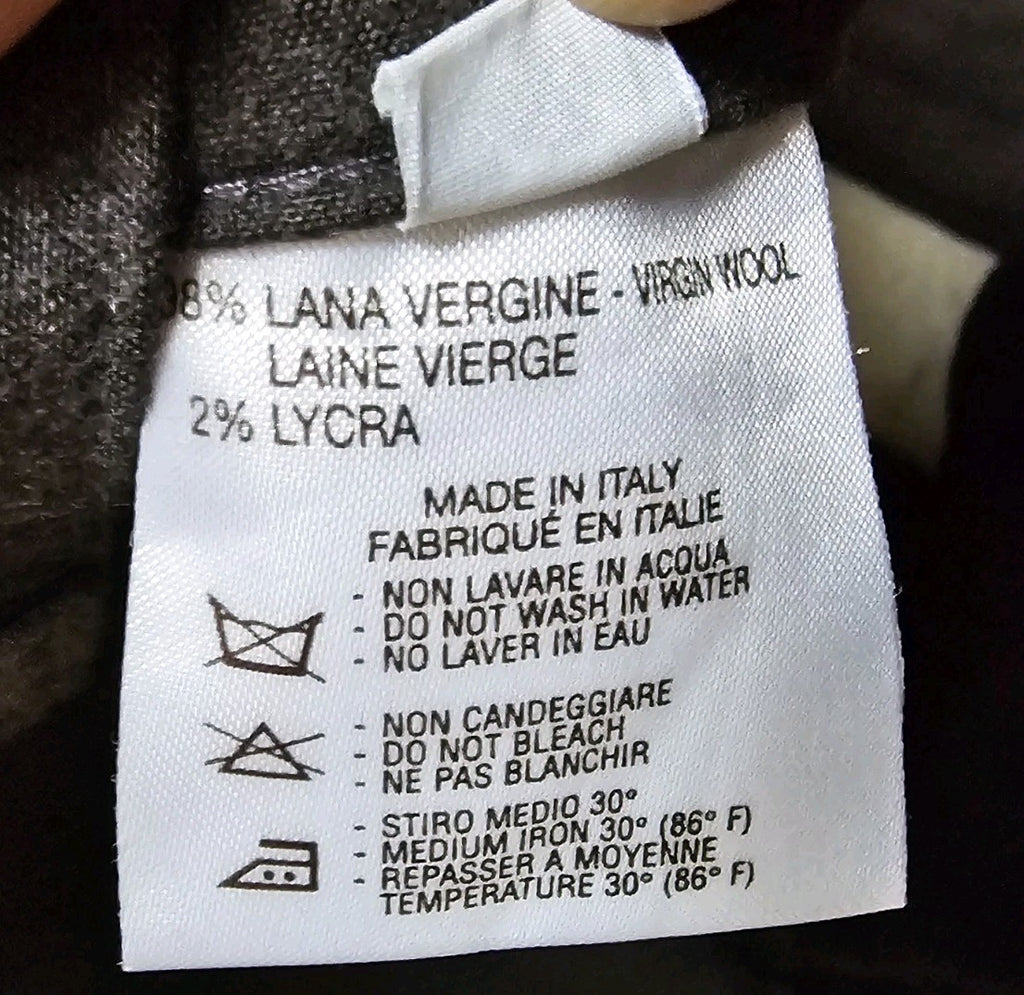 98% LANA VERGINE - VIRGIN WOOL
LAINE VIERGE
2% LYCRA
MADE IN ITALY
FABRIQUÉ EN ITALIE
- NON LAVARE IN ACQUA
- DO NOT WASH IN WATER
- NO LAVER IN EAU
- NON CANDEGGIARE
- DO NOT BLEACH
- NE PAS BLANCHIR
- STIRO MEDIO 30°
- MEDIUM IRON 30° (86° F)
- REPASSER A MOYENNE
TEMPERATURE 30° (86° F)